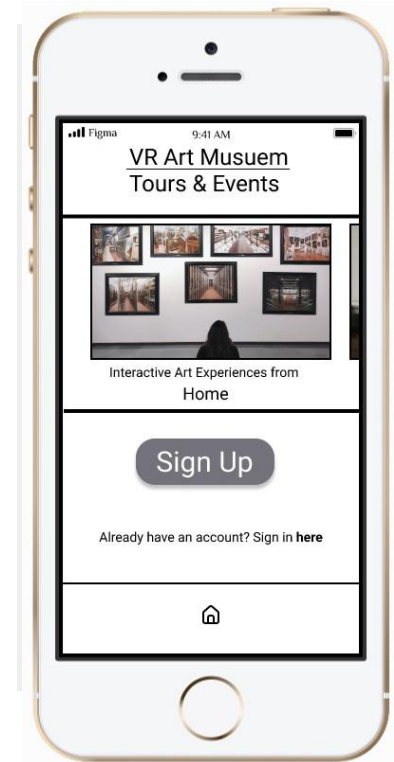 Figma
9:41 AM
VR Art Musuem
Tours & Events
Interactive Art Experiences from
Home
Sign Up
Already have an account? Sign in here